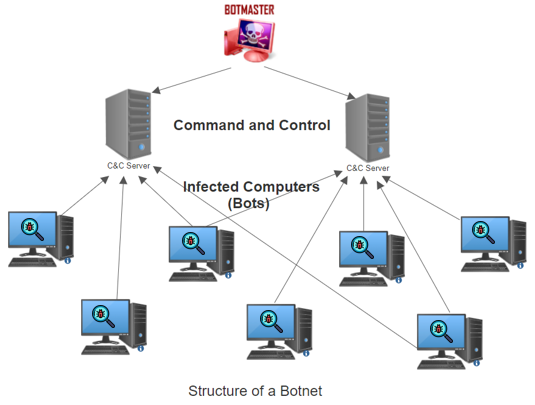 BOTMASTER
Command and Control
C&C Server
C&C Server
Infected Computers
(Bots)
Structure of a Botnet